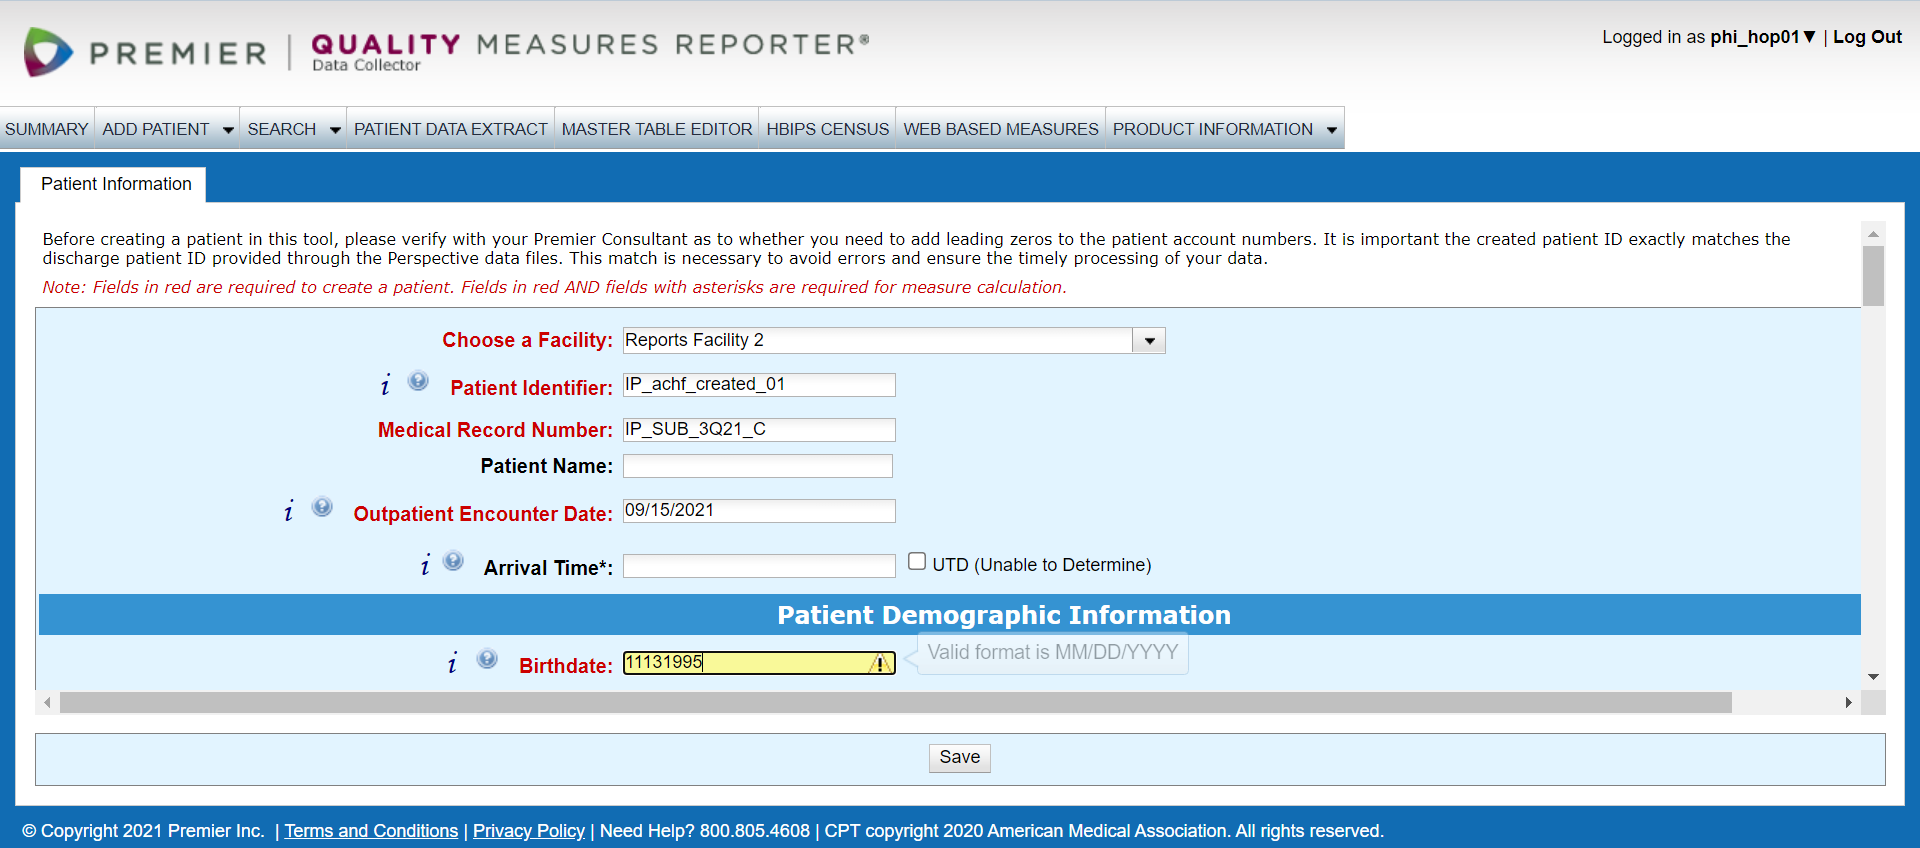 PREMIER | QUALITY MEASURES REPORTER®
Data Collector
Logged in as phi_hop01▼ | Log Out
SUMMARY ADD PATIENT SEARCH PATIENT DATA EXTRACT MASTER TABLE EDITOR HBIPS CENSUS WEB BASED MEASURES PRODUCT INFORMATION
Patient Information
Before creating a patient in this tool, please verify with your Premier Consultant as to whether you need to add leading zeros to the patient account numbers. It is important the created patient ID exactly matches the
discharge patient ID provided through the Perspective data files. This match is necessary to avoid errors and ensure the timely processing of your data.
Note: Fields in red are required to create a patient. Fields in red AND fields with asterisks are required for measure calculation.
Choose a Facility: Reports Facility 2
i ? Patient Identifier: IP_achf_created_01
Medical Record Number: IP_SUB_3Q21_C
Patient Name:
i ? Outpatient Encounter Date: 09/15/2021
i ? Arrival Time*: UTD (Unable to Determine)
Patient Demographic Information
i ? Birthdate: 11131995 Valid format is MM/DD/YYYY
Save
© Copyright 2021 Premier Inc. | Terms and Conditions | Privacy Policy | Need Help? 800.805.4608 | CPT copyright 2020 American Medical Association. All rights reserved.